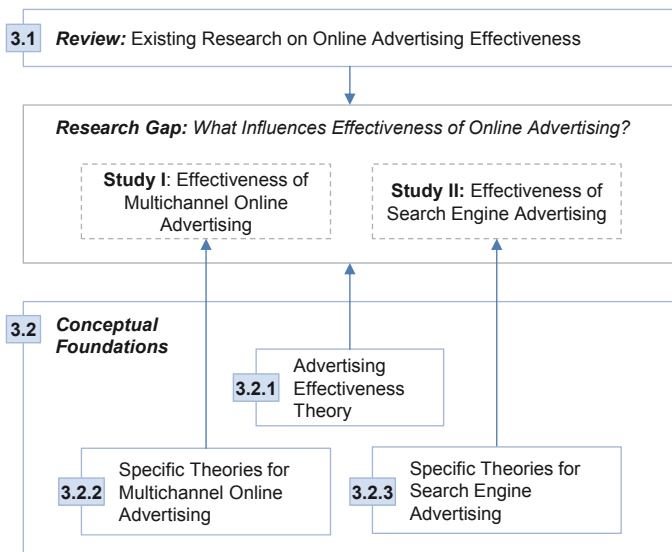 3.1 Review: Existing Research on Online Advertising Effectiveness
Research Gap: What Influences Effectiveness of Online Advertising?
Study I: Effectiveness of
Multichannel Online
Advertising
Study II: Effectiveness of
Search Engine Advertising
3.2 Conceptual
Foundations
3.2.1
Advertising
Effectiveness
Theory
3.2.2
Specific Theories for
Multichannel Online
Advertising
3.2.3
Specific Theories for
Search Engine
Advertising